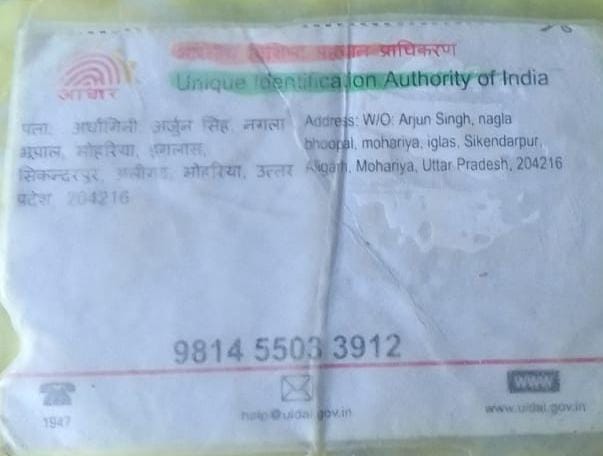 भारतीय विशिष्ट पहचान प्राधिकरण
Unique Identification Authority of India
आधार
पता: अर्धांगिनी अर्जुन सिंह, नगला
भूपाल, मोहरिया, इगलास,
सिकन्दरपुर, अलीगढ, मोहरिया, उत्तर
प्रदेश, 204216
Address: W/O: Arjun Singh, nagla
bhoopal, mohariya, iglas, Sikendarpur,
Aligarh, Mohariya, Uttar Pradesh, 204216
9814 5503 3912
1947
help@uidai.gov.in
www
www.uidai.gov.in